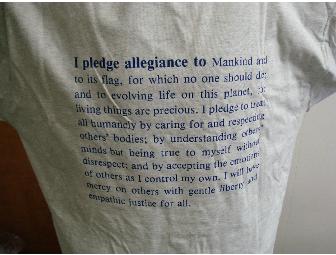 I pledge allegiance to Mankind and
to its flag, for which no one should die;
and to evolving life on this planet, for
living things are precious. I pledge to treat
all humanely by caring for and respecting
others' bodies; by understanding others'
minds but being true to myself without
disrespect; and by accepting the emotions
of others as I control my own. I will have
mercy on others with gentle liberty and
empathic justice for all.